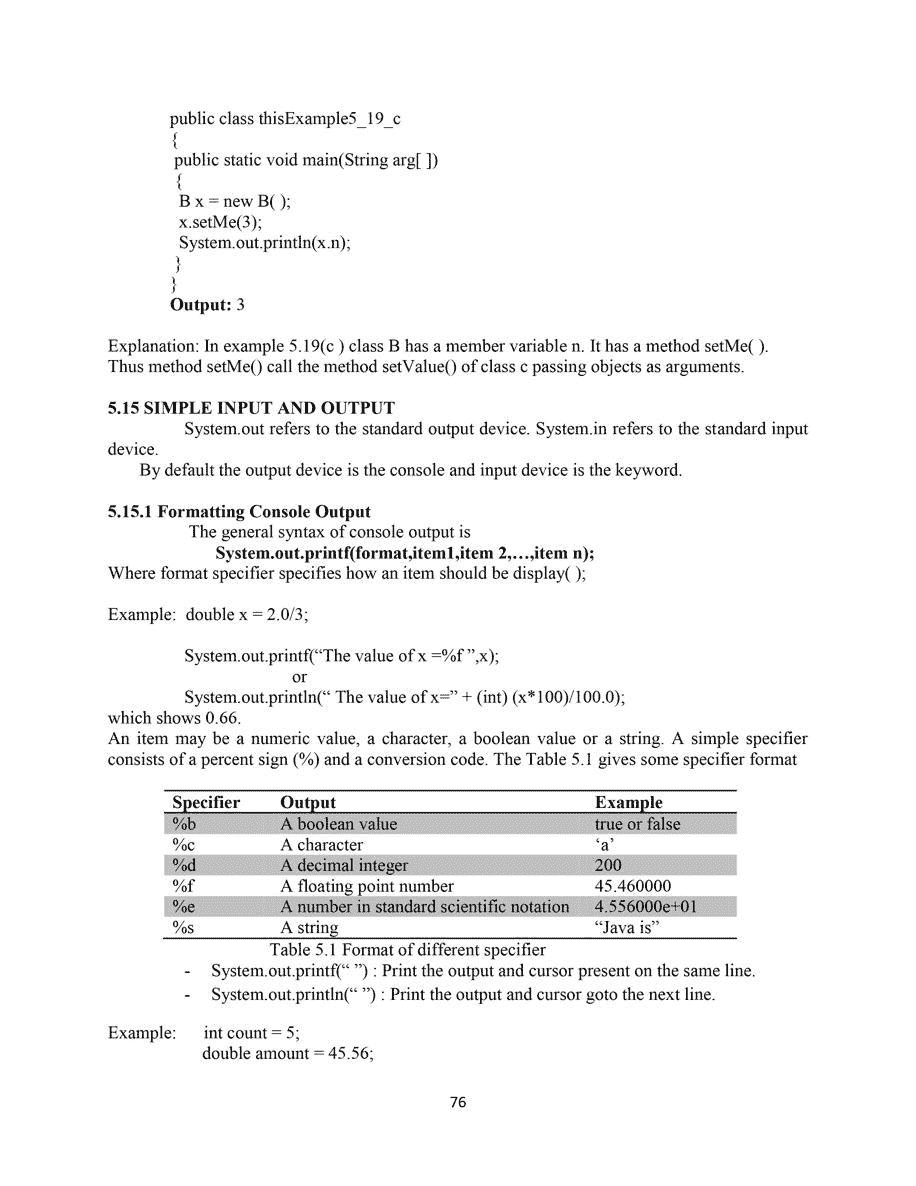 public class thisExample5_19_c
{
public static void main(String arg[ ])
{
B x = new B( );
x.setMe(3);
System.out.println(x.n);
}
}
Output: 3
Explanation: In example 5.19(c ) class B has a member variable n. It has a method setMe( ).
Thus method setMe() call the method setValue() of class c passing objects as arguments.
5.15 SIMPLE INPUT AND OUTPUT
System.out refers to the standard output device. System.in refers to the standard input
device.
By default the output device is the console and input device is the keyword.
5.15.1 Formatting Console Output
The general syntax of console output is
System.out.printf(format,item1,item 2,…,item n);
Where format specifier specifies how an item should be display( );
Example: double x = 2.0/3;
System.out.printf(“The value of x =%f ”,x);
or
System.out.println(“ The value of x=” + (int) (x*100)/100.0);
which shows 0.66.
An item may be a numeric value, a character, a boolean value or a string. A simple specifier
consists of a percent sign (%) and a conversion code. The Table 5.1 gives some specifier format
Specifier Output Example
%b A boolean value true or false
%c A character ‘a’
%d A decimal integer 200
%f A floating point number 45.460000
%e A number in standard scientific notation 4.556000e+01
%s A string “Java is”
Table 5.1 Format of different specifier
- System.out.printf(“ ”) : Print the output and cursor present on the same line.
- System.out.println(“ ”) : Print the output and cursor goto the next line.
Example: int count = 5;
double amount = 45.56;
76